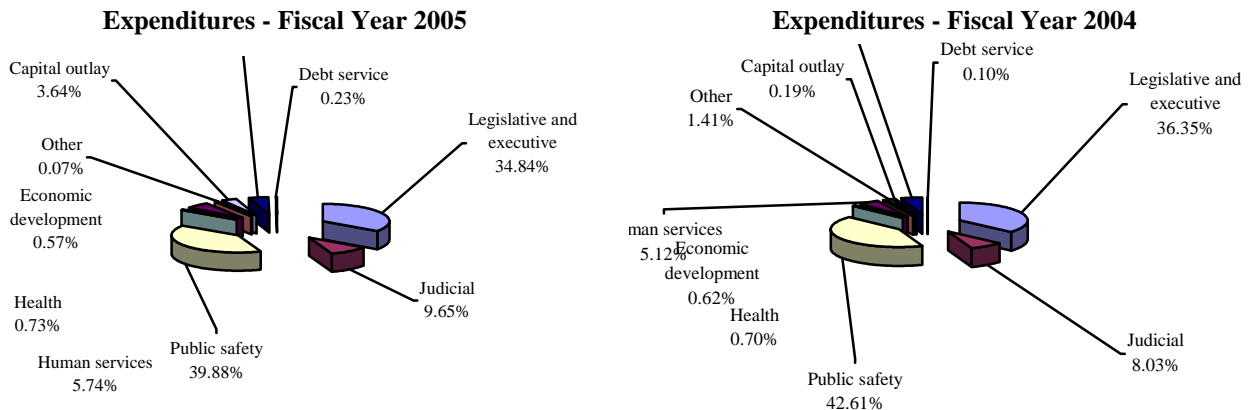 Expenditures - Fiscal Year 2005
Capital outlay
3.64%
Debt service
0.23%
Legislative and
executive
34.84%
Other
0.07%
Economic
development
0.57%
Judicial
9.65%
Health
0.73%
Human services
5.74%
Public safety
39.88%
Expenditures - Fiscal Year 2004
Debt service
0.10%
Capital outlay
0.19%
Legislative and
executive
36.35%
Other
1.41%
man services
5.12%
Economic
development
0.62%
Health
0.70%
Judicial
8.03%
Public safety
42.61%